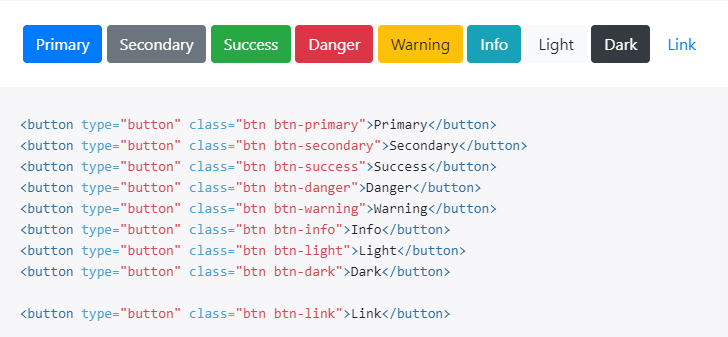 Primary Secondary Success Danger Warning Info Light Dark Link
<button type="button" class="btn btn-primary">Primary</button>
<button type="button" class="btn btn-secondary">Secondary</button>
<button type="button" class="btn btn-success">Success</button>
<button type="button" class="btn btn-danger">Danger</button>
<button type="button" class="btn btn-warning">Warning</button>
<button type="button" class="btn btn-info">Info</button>
<button type="button" class="btn btn-light">Light</button>
<button type="button" class="btn btn-dark">Dark</button>
<button type="button" class="btn btn-link">Link</button>